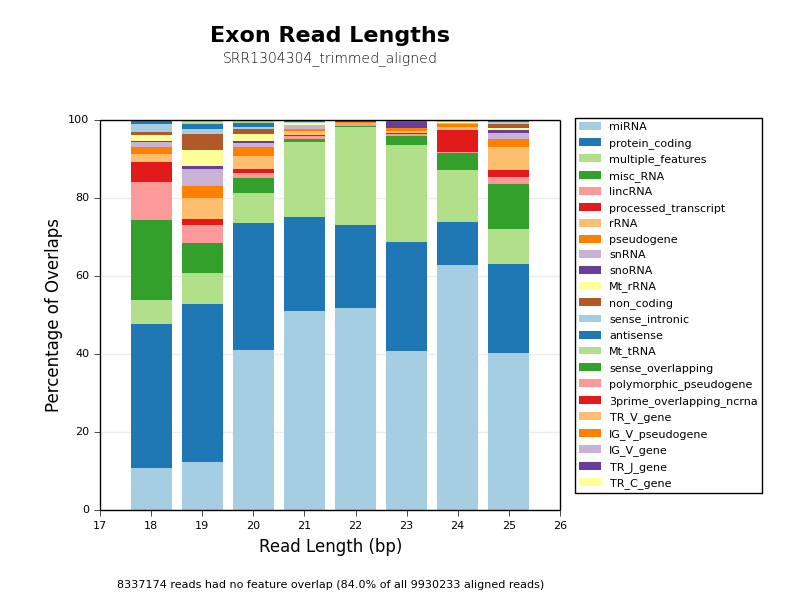 Exon Read Lengths
SRR1304304_trimmed_aligned
Percentage of Overlaps
100
80
60
40
20
0
17 18 19 20 21 22 23 24 25 26
Read Length (bp)
miRNA
protein_coding
multiple_features
misc_RNA
lincRNA
processed_transcript
rRNA
pseudogene
snRNA
snoRNA
Mt_rRNA
non_coding
sense_intronic
antisense
Mt_tRNA
sense_overlapping
polymorphic_pseudogene
3prime_overlapping_ncrna
TR_V_gene
IG_V_pseudogene
IG_V_gene
TR_J_gene
TR_C_gene
8337174 reads had no feature overlap (84.0% of all 9930233 aligned reads)